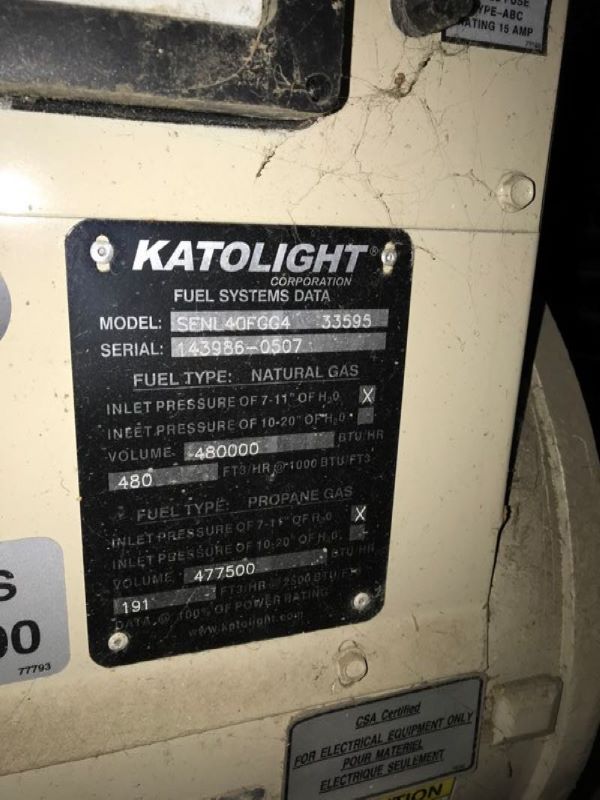 FUSE
TYPE-ABC
RATING 15 AMP
KATOLIGHT®
CORPORATION
FUEL SYSTEMS DATA
MODEL: SENL40FGG4 33595
SERIAL: 143986-0507
FUEL TYPE: NATURAL GAS
INLET PRESSURE OF 7-11" OF H2O X
INLET PRESSURE OF 10-20" OF H2O
VOLUME 480000 BTU/HR
480 FT3/HR @ 1000 BTU/FT3
FUEL TYPE: PROPANE GAS
INLET PRESSURE OF 7-11" OF H2O X
INLET PRESSURE OF 10-20" OF H2O
VOLUME 477500 BTU/HR
191 FT3/HR @ 2500 BTU/FT3
DATA @ 100% OF POWER RATING
www.katolight.com
S
00
77793
CSA Certified
FOR ELECTRICAL EQUIPMENT ONLY
POUR MATERIEL
ELECTRIQUE SEULEMENT